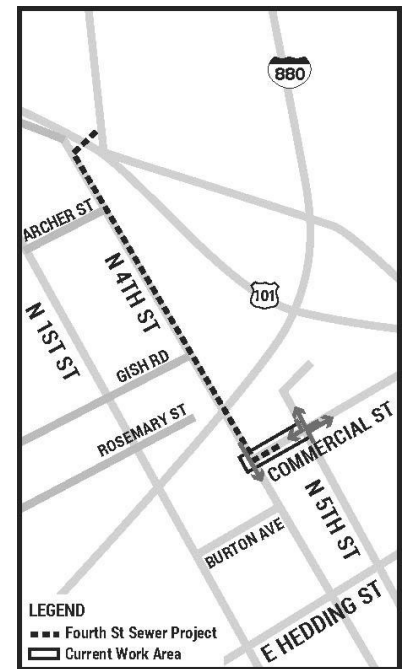 880
ARCHER ST
N 4TH ST
101
N 1ST ST
GISH RD
ROSEMARY ST
COMMERCIAL ST
N 5TH ST
BURTON AVE
E HEDDING ST
LEGEND
Fourth St Sewer Project
Current Work Area